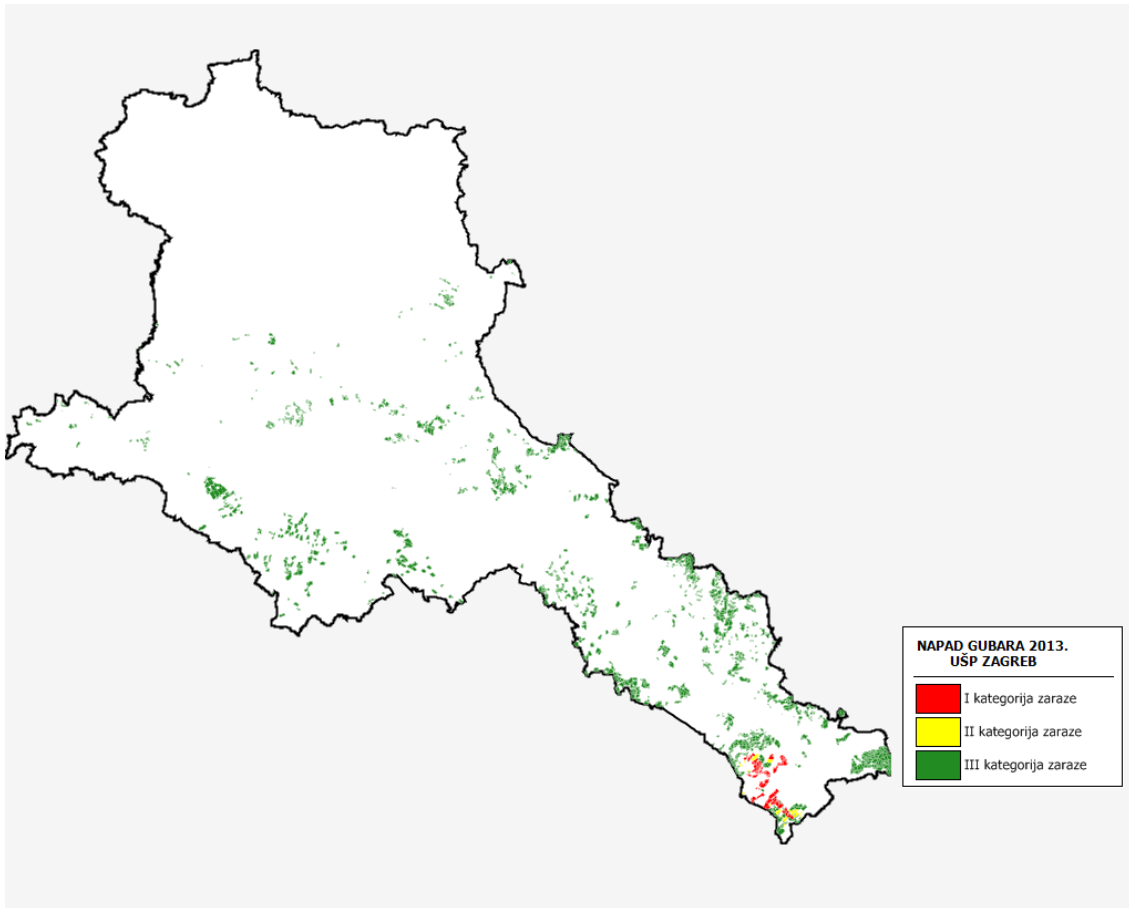 NAPAD GUBARA 2013.
UŠP ZAGREB
I kategorija zaraze
II kategorija zaraze
III kategorija zaraze